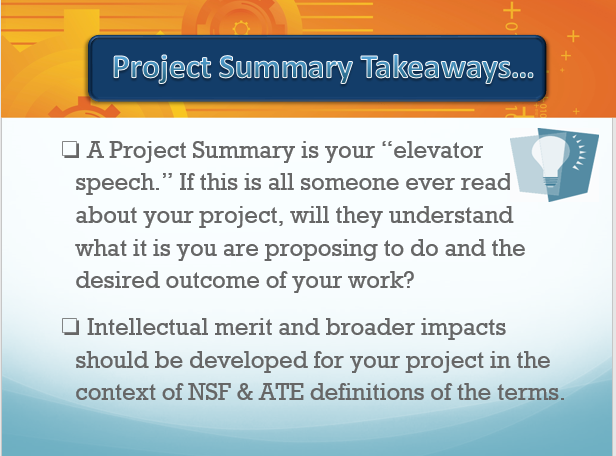 Project Summary Takeaways...
❑ A Project Summary is your “elevator
speech.” If this is all someone ever read
about your project, will they understand
what it is you are proposing to do and the
desired outcome of your work?
❑ Intellectual merit and broader impacts
should be developed for your project in the
context of NSF & ATE definitions of the terms.